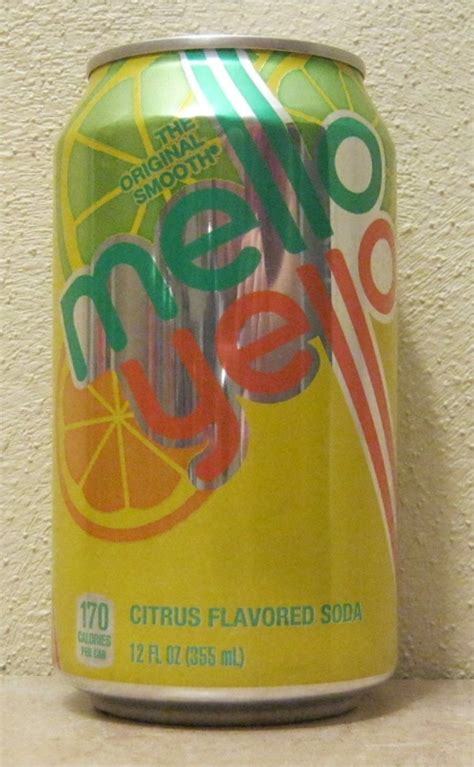 THE
ORIGINAL
SMOOTH®
mello
yello
170
CALORIES
PER CAN
CITRUS FLAVORED SODA
12 FL OZ (355 mL)